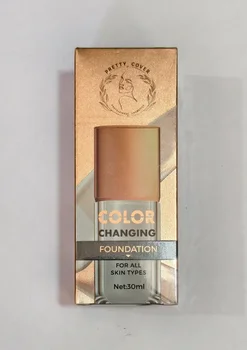 PRETTY, COVER
COLOR
CHANGING
FOUNDATION
FOR ALL
SKIN TYPES
Net:30ml